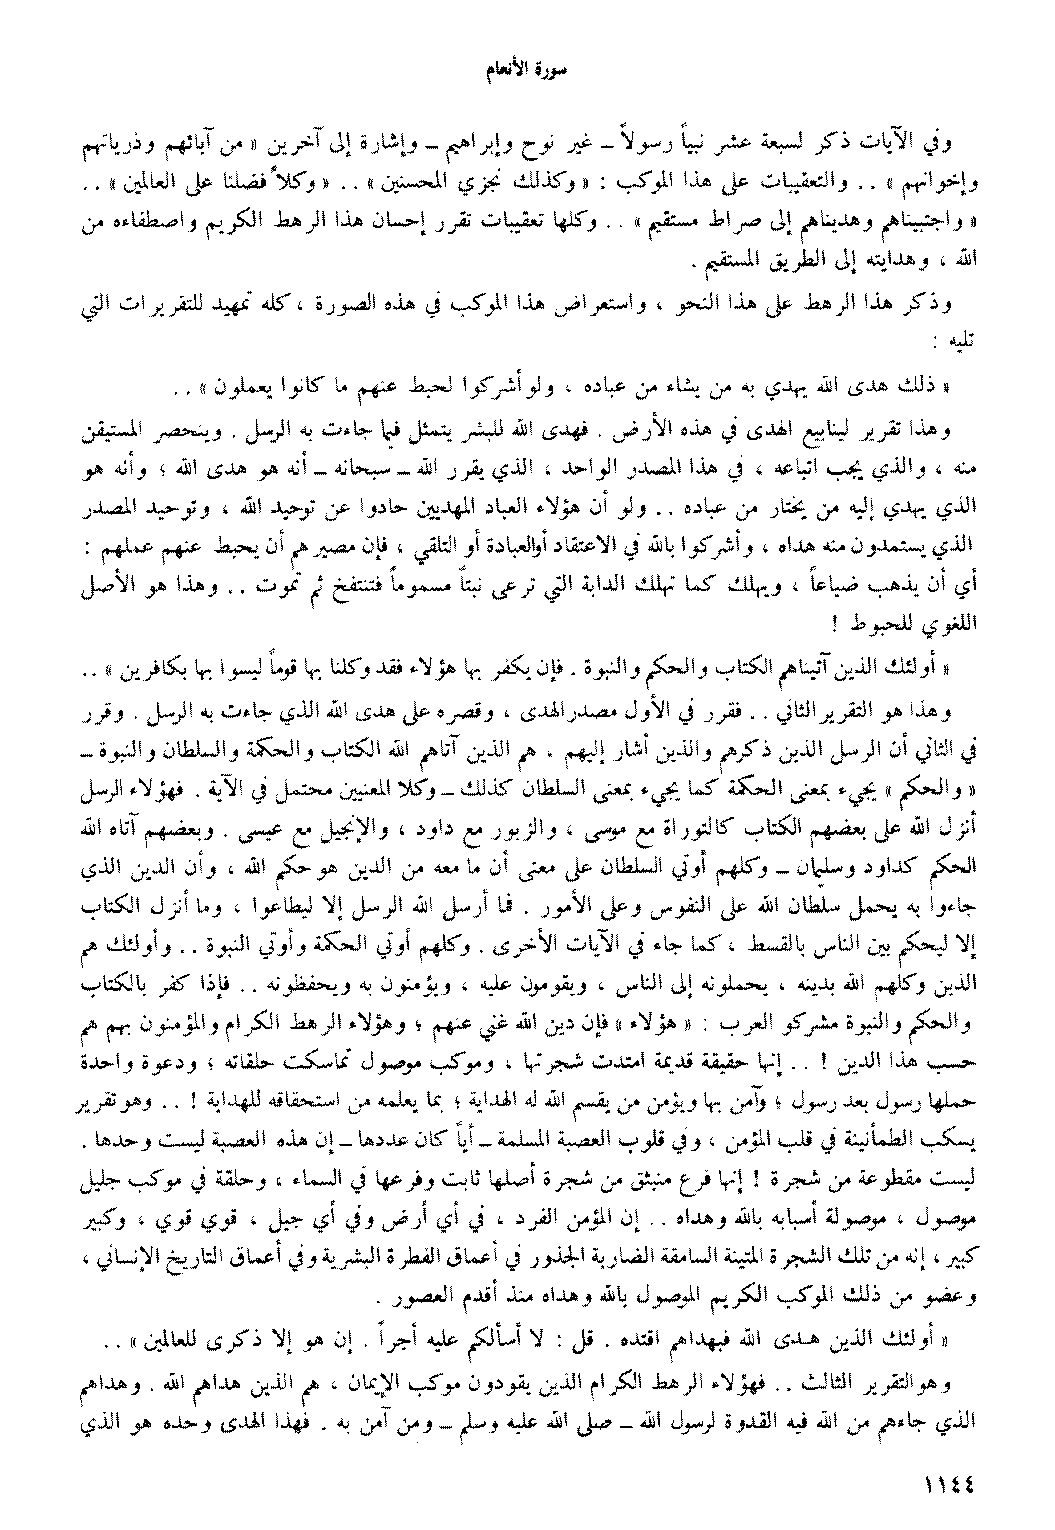 سورة الأنعام
وفي الآيات ذكر لسبعة عشر نبياً رسولاً – غير نوح وإبراهيم – وإشارة إلى آخرين « من آبائهم وذرياتهم
وإخوانهم » .. والتعقيبات على هذا الموكب : « وكذلك نجزي المحسنين » .. « وكلاً فضلنا على العالمين » ..
« واجتبيناهم وهديناهم إلى صراط مستقيم » .. وكلها تعقيبات تقرر إحسان هذا الرهط الكريم واصطفاءه من
الله ، وهدايته إلى الطريق المستقيم .
وذكر هذا الرهط على هذا النحو ، واستعراض هذا الموكب في هذه الصورة ، كله تمهيد للتقريرات التي
تليه :
« ذلك هدى الله يهدي به من يشاء من عباده ، ولو أشركوا لحبط عنهم ما كانوا يعملون » ..
وهذا تقرير لينابيع الهدى في هذه الأرض . فهدى الله للبشر يتمثل فيما جاءت به الرسل . وينحصر المستيقن
منه ، والذي يجب اتباعه ، في هذا المصدر الواحد ، الذي يقرر الله – سبحانه – أنه هو هدى الله ؛ وأنه هو
الذي يهدي إليه من يختار من عباده .. ولو أن هؤلاء العباد المهديين حادوا عن توحيد الله ، وتوحيد المصدر
الذي يستمدون منه هداه ، وأشركوا بالله في الاعتقاد أو العبادة أو التلقي ، فإن مصيرهم أن يحبط عنهم عملهم :
أي أن يذهب ضياعاً ، ويهلك كما تهلك الدابة التي ترعى نبتاً مسموماً فتنتفخ ثم تموت .. وهذا هو الأصل
اللغوي للحبوط !
« أولئك الذين آتيناهم الكتاب والحكم والنبوة . فإن يكفر بها هؤلاء فقد وكلنا بها قوماً ليسوا بها بكافرين » ..
وهذا هو التقرير الثاني .. فقرر في الأول مصدر الهدى ، وقصره على هدى الله الذي جاءت به الرسل . وقرر
في الثاني أن الرسل الذين ذكرهم والذين أشار إليهم ، هم الذين آتاهم الله الكتاب والحكمة والسلطان والنبوة –
« والحكم » يجيء بمعنى الحكمة كما يجيء بمعنى السلطان كذلك – وكلا المعنيين محتمل في الآية . فهؤلاء الرسل
أنزل الله على بعضهم الكتاب كالتوراة مع موسى ، والزبور مع داود ، والإنجيل مع عيسى . وبعضهم آتاه الله
الحكم كداود وسليمان – وكلهم أوتي السلطان على معنى أن ما معه من الدين هو حكم الله ، وأن الدين الذي
جاءوا به يحمل سلطان الله على النفوس وعلى الأمور . فما أرسل الله الرسل إلا ليطاعوا ، وما أنزل الكتاب
إلا ليحكم بين الناس بالقسط ، كما جاء في الآيات الأخرى . وكلهم أوتي الحكمة وأوتي النبوة .. وأولئك هم
الذين وكلهم الله بدينه ، يحملونه إلى الناس ، ويقومون عليه ، ويؤمنون به ويحفظونه .. فإذا كفر بالكتاب
والحكم والنبوة مشركو العرب : « هؤلاء » فإن دين الله غني عنهم ؛ وهؤلاء الرهط الكرام والمؤمنون بهم هم
حسب هذا الدين ! .. إنها حقيقة قديمة امتدت شجرتها ، وموكب موصول تماسكت حلقاته ؛ ودعوة واحدة
حملها رسول بعد رسول ؛ وآمن بها ويؤمن من يقسم الله له الهداية ؛ بما يعلمه من استحقاقه للهداية ! .. وهو تقرير
يسكب الطمأنينة في قلب المؤمن ، وفي قلوب العصبة المسلمة – أياً كان عددها – إن هذه العصبة ليست وحدها .
ليست مقطوعة من شجرة ! إنها فرع منبثق من شجرة أصلها ثابت وفرعها في السماء ، وحلقة في موكب جليل
موصول ، موصولة أسبابه بالله وهداه .. إن المؤمن الفرد ، في أي أرض وفي أي جيل ، قوي قوي ، وكبير
كبير ، إنه من تلك الشجرة المتينة السامقة الضاربة الجذور في أعماق الفطرة البشرية وفي أعماق التاريخ الإنساني ،
وعضو من ذلك الموكب الكريم الموصول بالله وهداه منذ أقدم العصور .
« أولئك الذين هدى الله فبهداهم اقتده . قل : لا أسألكم عليه أجراً . إن هو إلا ذكرى للعالمين » ..
وهو التقرير الثالث .. فهؤلاء الرهط الكرام الذين يقودون موكب الإيمان ، هم الذين هداهم الله . وهداهم
الذي جاءهم من الله فيه القدوة لرسول الله – صلى الله عليه وسلم – ومن آمن به . فهذا الهدى وحده هو الذي
١١٤٤